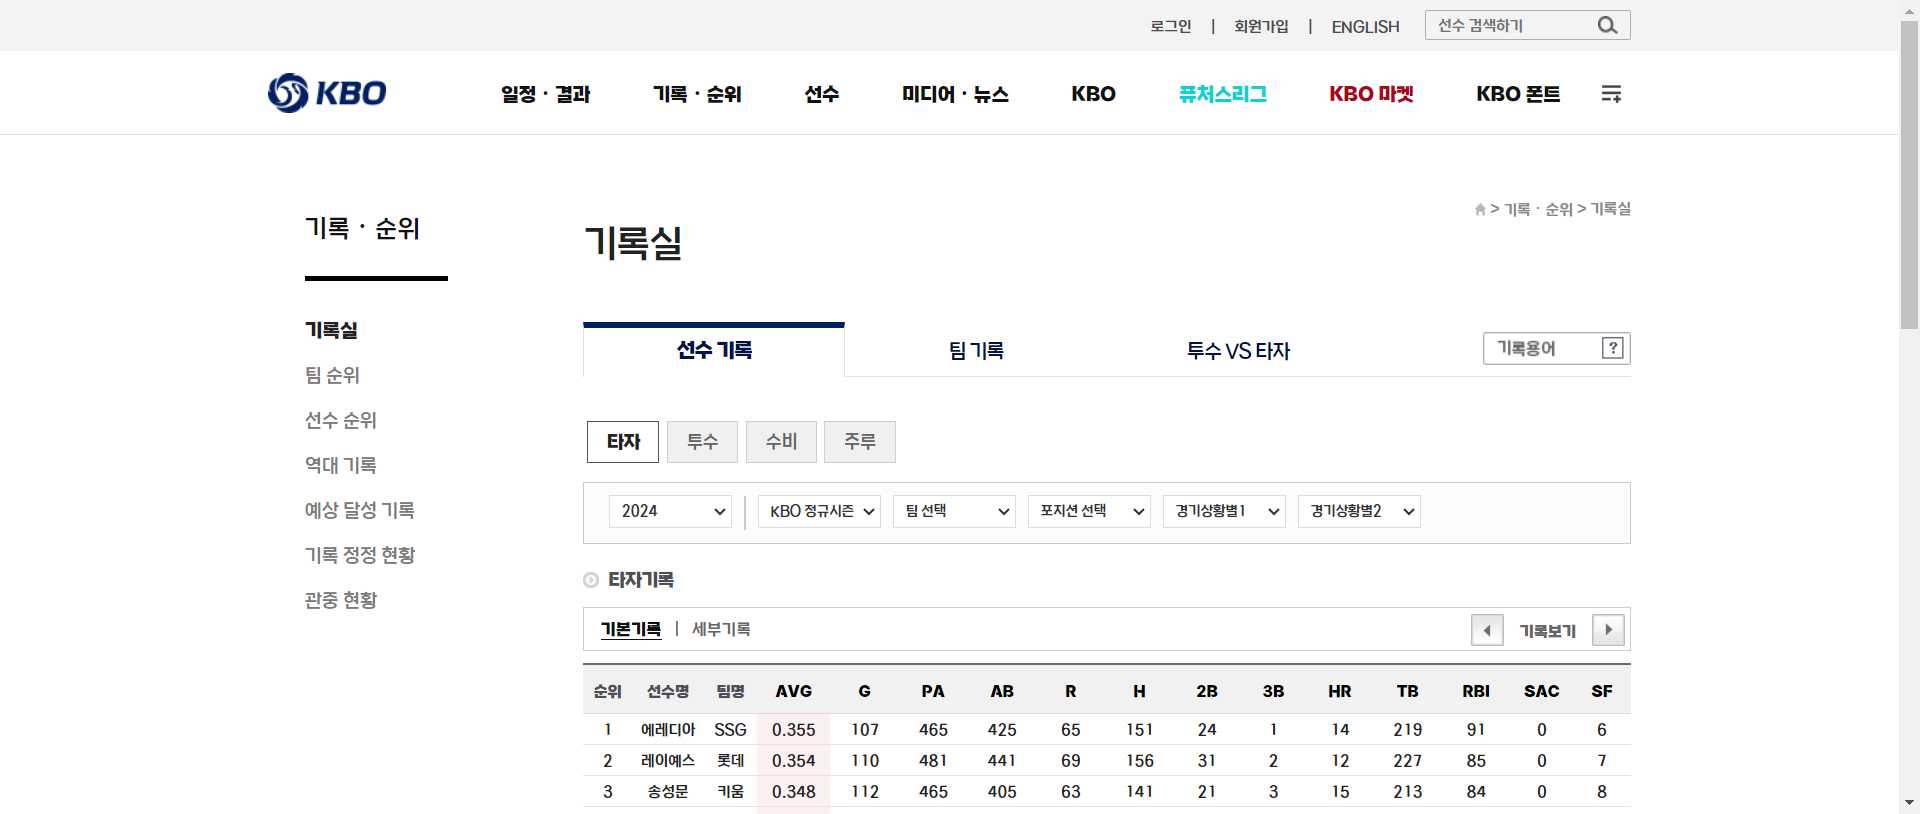 로그인 | 회원가입 | ENGLISH 선수 검색하기
KBO 일정·결과 기록·순위 선수 미디어·뉴스 KBO 퓨처스리그 KBO 마켓 KBO 폰트
> 기록·순위 > 기록실
기록·순위
기록실
기록실
팀 순위
선수 순위
역대 기록
예상 달성 기록
기록 정정 현황
관중 현황
선수 기록 팀 기록 투수 VS 타자 기록용어 ?
타자 투수 수비 주루
2024 KBO 정규시즌 팀 선택 포지션 선택 경기상황별1 경기상황별2
타자기록
기본기록 | 세부기록 기록보기
순위 선수명 팀명 AVG G PA AB R H 2B 3B HR TB RBI SAC SF
1 에레디아 SSG 0.355 107 465 425 65 151 24 1 14 219 91 0 6
2 레이예스 롯데 0.354 110 481 441 69 156 31 2 12 227 85 0 7
3 송성문 키움 0.348 112 465 405 63 141 21 3 15 213 84 0 8